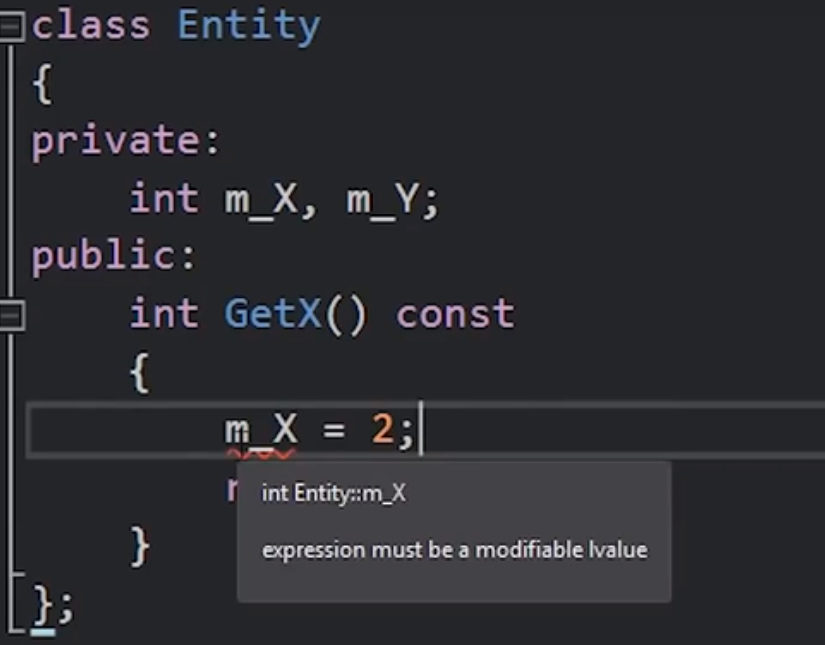 class Entity
{
private:
    int m_X, m_Y;
public:
    int GetX() const
    {
        m_X = 2;
int Entity::m_X
expression must be a modifiable lvalue
    }
};